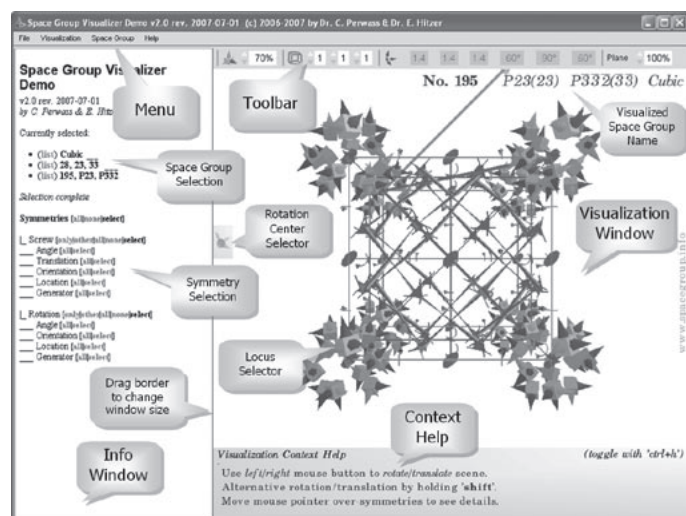 Space Group Visualizer Demo v2.0 rev. 2007-07-01 (c) 2005-2007 by Dr. C. Perwass & Dr. E. Hitzer
File Visualization Space Group Help
70% 1 1 1 1.4 1.4 1.4 60° 90° 60° Plane 100%
Space Group Visualizer
Demo
v2.0 rev. 2007-07-01
by C. Perwass & E.
Menu
Toolbar
No. 195 P23(23) P332(33) Cubic
Visualized
Space Group
Name
Currently selected:
(list) Cubic
(list) 28, 23, 33
(list) 195, P23, P332
Selection complete
Space Group
Selection
Symmetries [all|none|select]
Rotation
Center
Selector
Visualization
Window
Screw [only|other|all|none|select]
Angle [all|select]
Translation [all|select]
Orientation [all|select]
Location [all|select]
Generator [all|select]
Symmetry
Selection
Rotation [only|other|all|none|select]
Angle [all|select]
Orientation [all|select]
Location [all|select]
Generator [all|select]
Locus
Selector
www.spacegroup.info
Drag border
to change
window size
Context
Help
Info
Window
Visualization Context Help (toggle with 'ctrl+h')
Use left/right mouse button to rotate/translate scene.
Alternative rotation/translation by holding 'shift'.
Move mouse pointer over symmetries to see details.